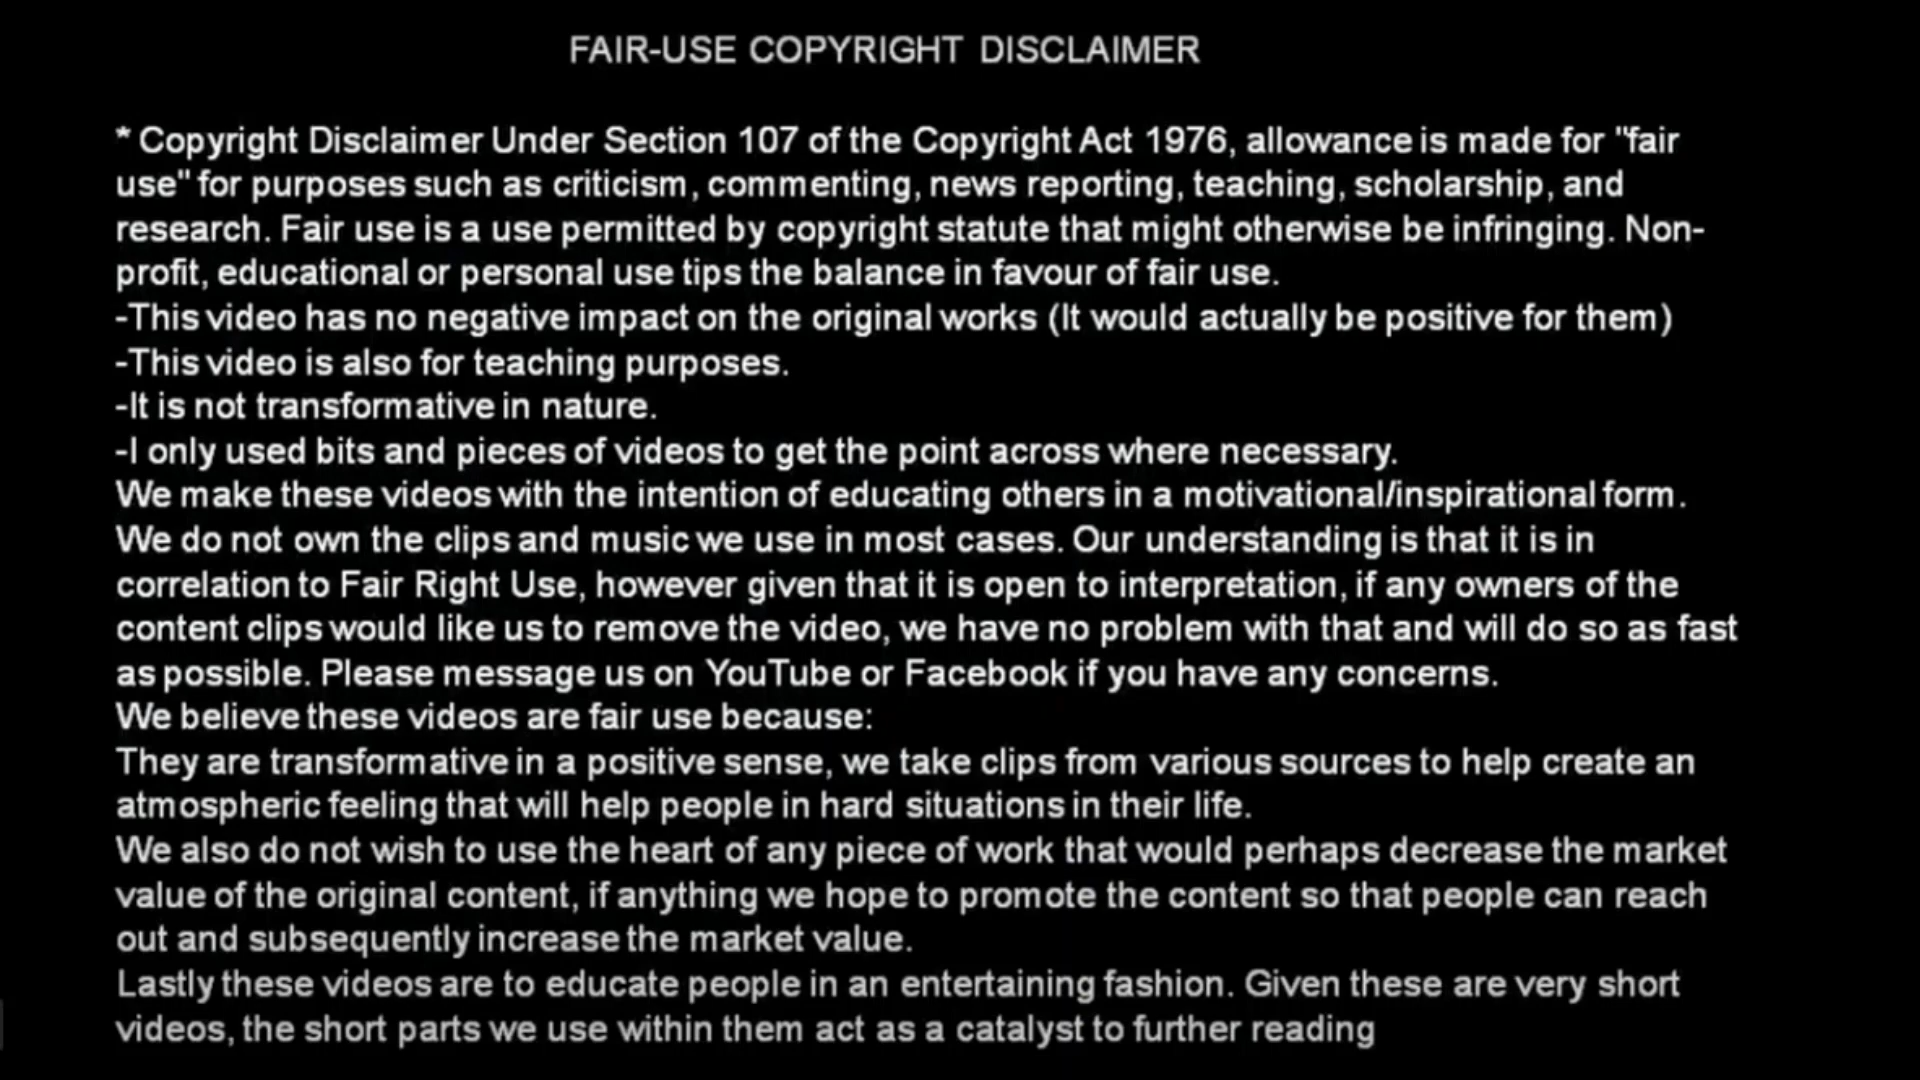 FAIR-USE COPYRIGHT DISCLAIMER
* Copyright Disclaimer Under Section 107 of the Copyright Act 1976, allowance is made for "fair
use" for purposes such as criticism, commenting, news reporting, teaching, scholarship, and
research. Fair use is a use permitted by copyright statute that might otherwise be infringing. Non-
profit, educational or personal use tips the balance in favour of fair use.
-This video has no negative impact on the original works (It would actually be positive for them)
-This video is also for teaching purposes.
-It is not transformative in nature.
-I only used bits and pieces of videos to get the point across where necessary.
We make these videos with the intention of educating others in a motivational/inspirational form.
We do not own the clips and music we use in most cases. Our understanding is that it is in
correlation to Fair Right Use, however given that it is open to interpretation, if any owners of the
content clips would like us to remove the video, we have no problem with that and will do so as fast
as possible. Please message us on YouTube or Facebook if you have any concerns.
We believe these videos are fair use because:
They are transformative in a positive sense, we take clips from various sources to help create an
atmospheric feeling that will help people in hard situations in their life.
We also do not wish to use the heart of any piece of work that would perhaps decrease the market
value of the original content, if anything we hope to promote the content so that people can reach
out and subsequently increase the market value.
Lastly these videos are to educate people in an entertaining fashion. Given these are very short
videos, the short parts we use within them act as a catalyst to further reading